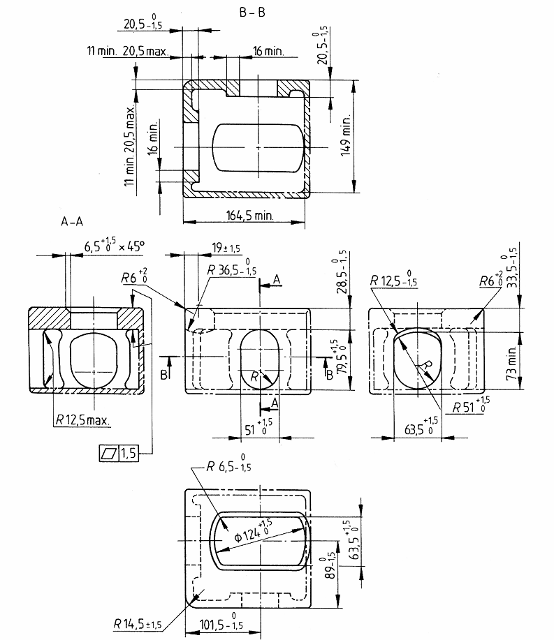 B-B
20,5 0 -1,5
11 min. 20,5 max.
16 min.
20,5 0 -1,5
11 min. 20,5 max.
16 min.
149 min.
164,5 min.
A-A
6,5 +1,5 0 × 45°
R6 +2 0
19±1,5
R 36,5 0 -1,5
A
28,5 0 -1,5
R 12,5 0 -1,5
R6 +2 0
33,5 0 -1,5
B
B
R
79,5 +1,5 0
R
73 min.
R 12,5 max.
A
51 +1,5 0
63,5 +1,5 0
R 51 +1,5 0
1,5
R 6,5 0 -1,5
Φ124 +1,5 0
63,5 +1,5 0
89 0 -1,5
R 14,5±1,5
101,5 0 -1,5